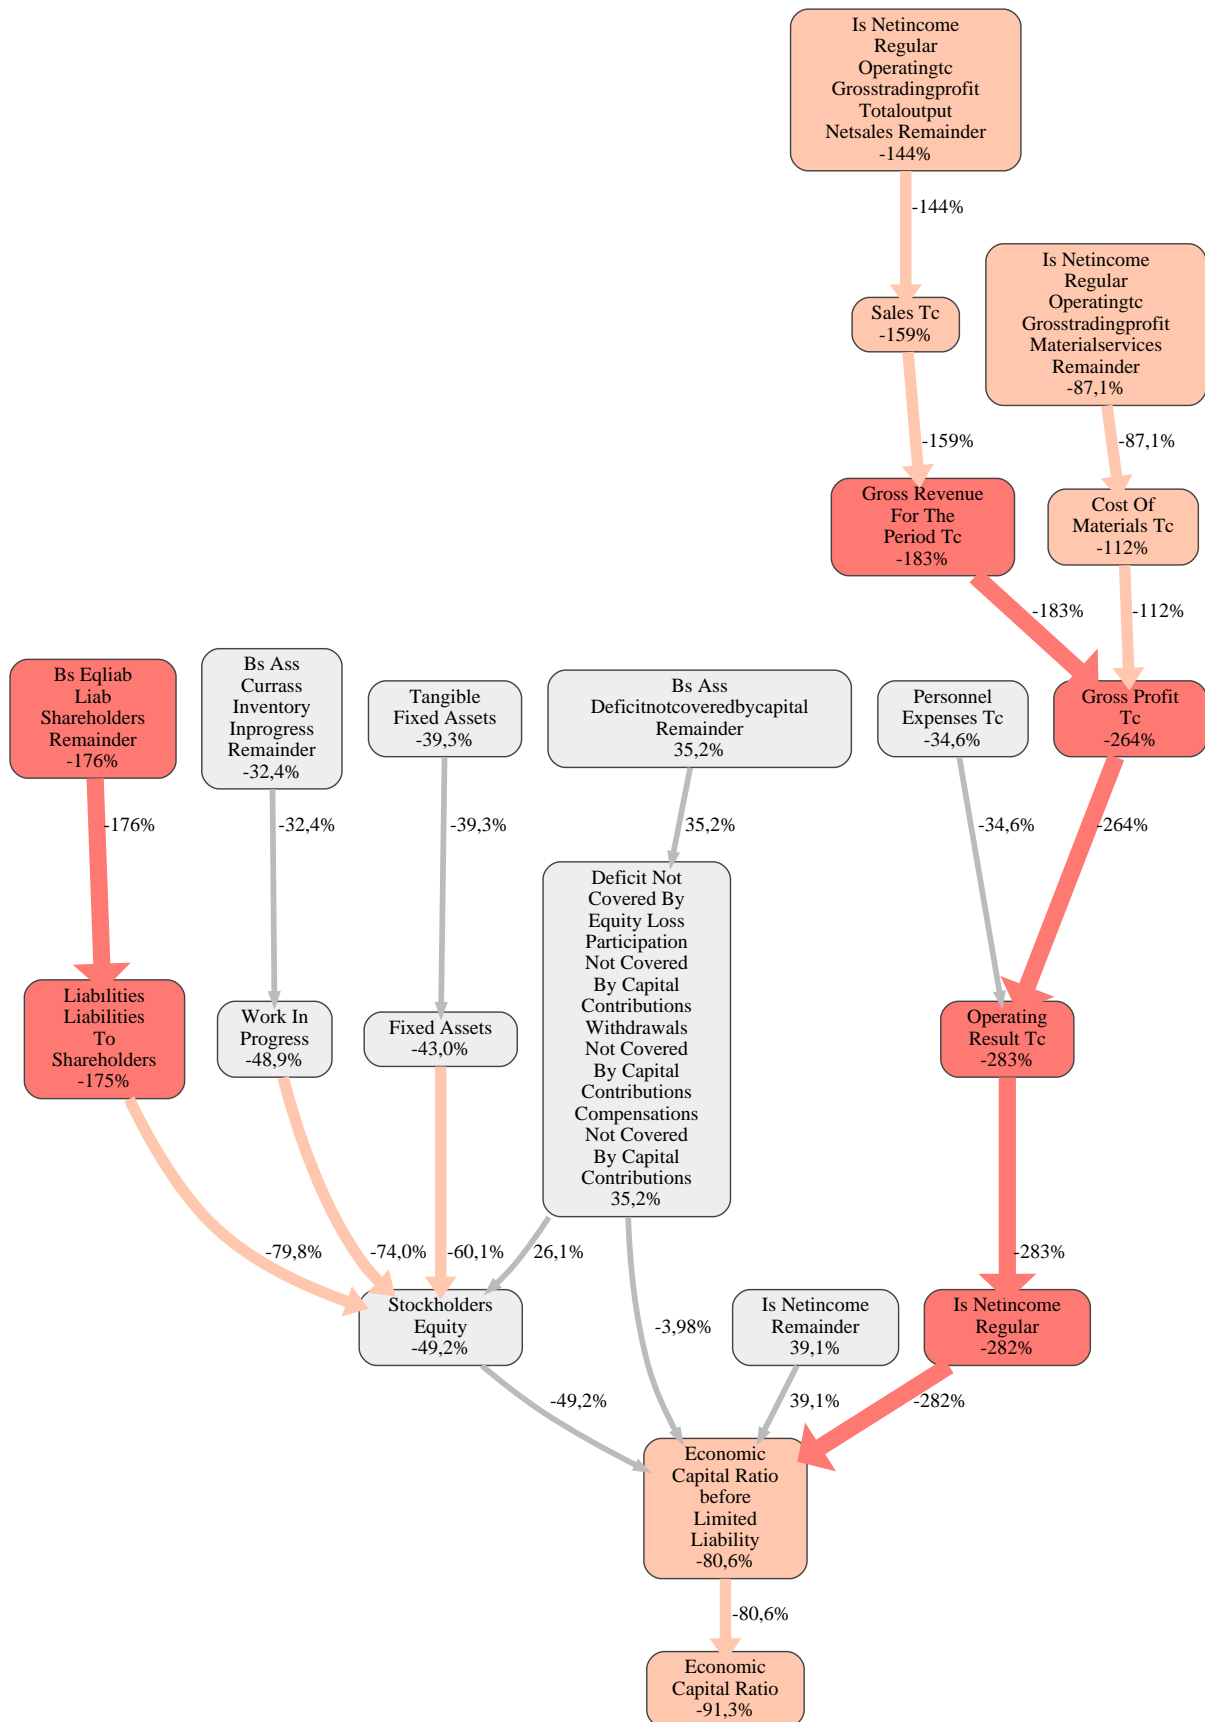 Is Netincome
Regular
Operatingtc
Grosstradingprofit
Totaloutput
Netsales Remainder
-144%
-144%
Is Netincome
Regular
Operatingtc
Grosstradingprofit
Materialservices
Remainder
-87,1%
Sales Tc
-159%
-159%
-87,1%
Gross Revenue
For The
Period Tc
-183%
Cost Of
Materials Tc
-112%
-183%
-112%
Bs Eqliab
Liab
Shareholders
Remainder
-176%
Bs Ass
Currass
Inventory
Inprogress
Remainder
-32,4%
Tangible
Fixed Assets
-39,3%
Bs Ass
Deficitnotcoveredbycapital
Remainder
35,2%
Personnel
Expenses Tc
-34,6%
Gross Profit
Tc
-264%
-176%
-32,4%
-39,3%
35,2%
-34,6%
-264%
Deficit Not
Covered By
Equity Loss
Participation
Not Covered
By Capital
Contributions
Withdrawals
Not Covered
By Capital
Contributions
Compensations
Not Covered
By Capital
Contributions
35,2%
Liabilities
Liabilities
To
Shareholders
-175%
Work In
Progress
-48,9%
Fixed Assets
-43,0%
Operating
Result Tc
-283%
-79,8%
-74,0%
-60,1%
26,1%
-283%
Stockholders
Equity
-49,2%
-3,98%
Is Netincome
Remainder
39,1%
Is Netincome
Regular
-282%
-49,2%
39,1%
-282%
Economic
Capital Ratio
before
Limited
Liability
-80,6%
-80,6%
Economic
Capital Ratio
-91,3%